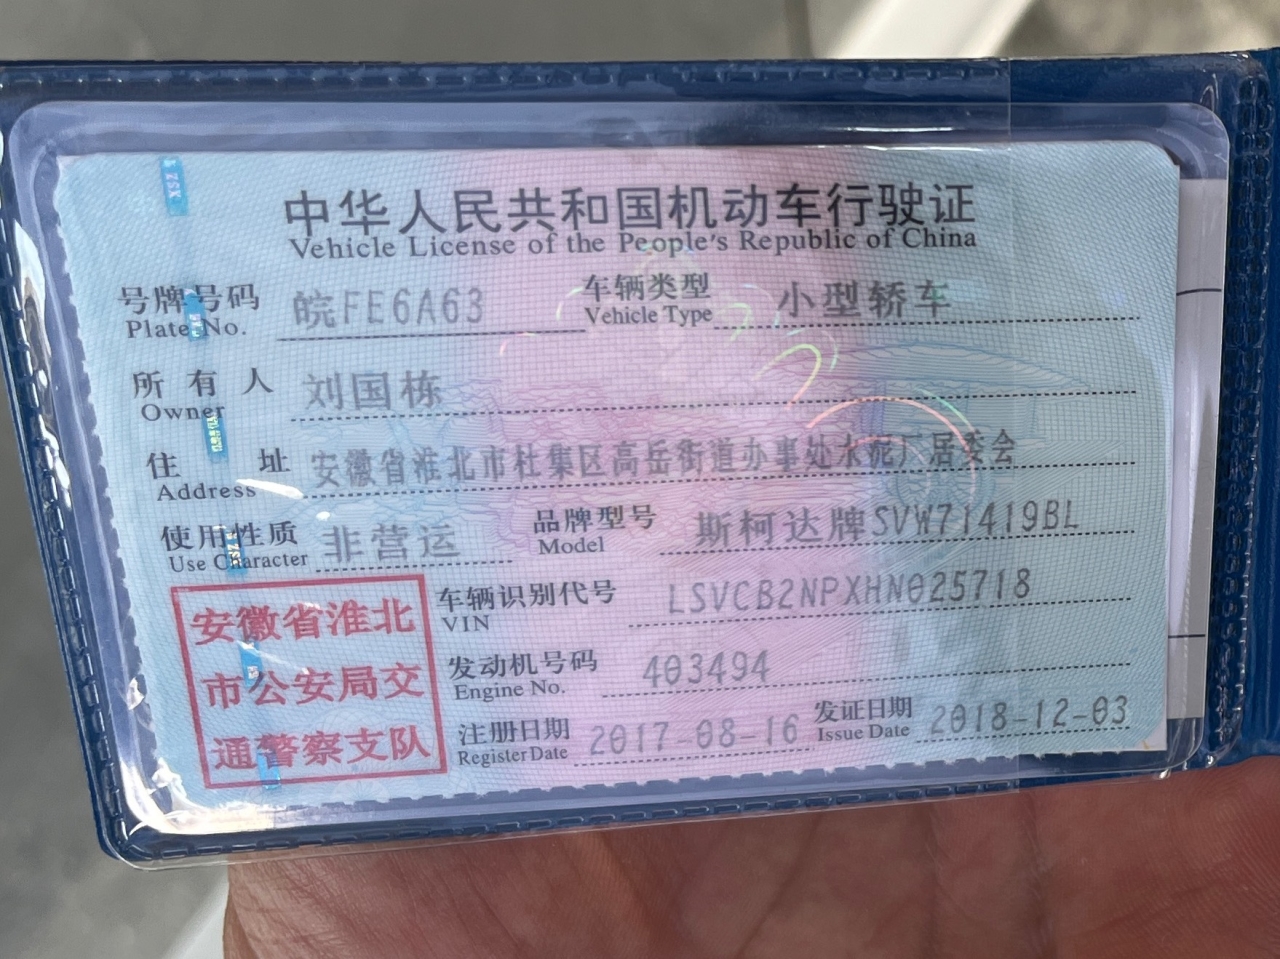 中华人民共和国机动车行驶证
Vehicle License of the People's Republic of China
号牌号码 皖FE6A63 车辆类型 小型轿车
Plate No. Vehicle Type
所有人 刘国栋
Owner
住址 安徽省淮北市杜集区高岳街道办事处水泥厂居委会
Address
使用性质 非营运 品牌型号 斯柯达牌SVW71419BL
Use Character Model
车辆识别代号 LSVCB2NPXHN025718
VIN
发动机号码 403494
Engine No.
注册日期 2017-08-16 发证日期 2018-12-03
Register Date Issue Date
安徽省淮北
市公安局交
通警察支队